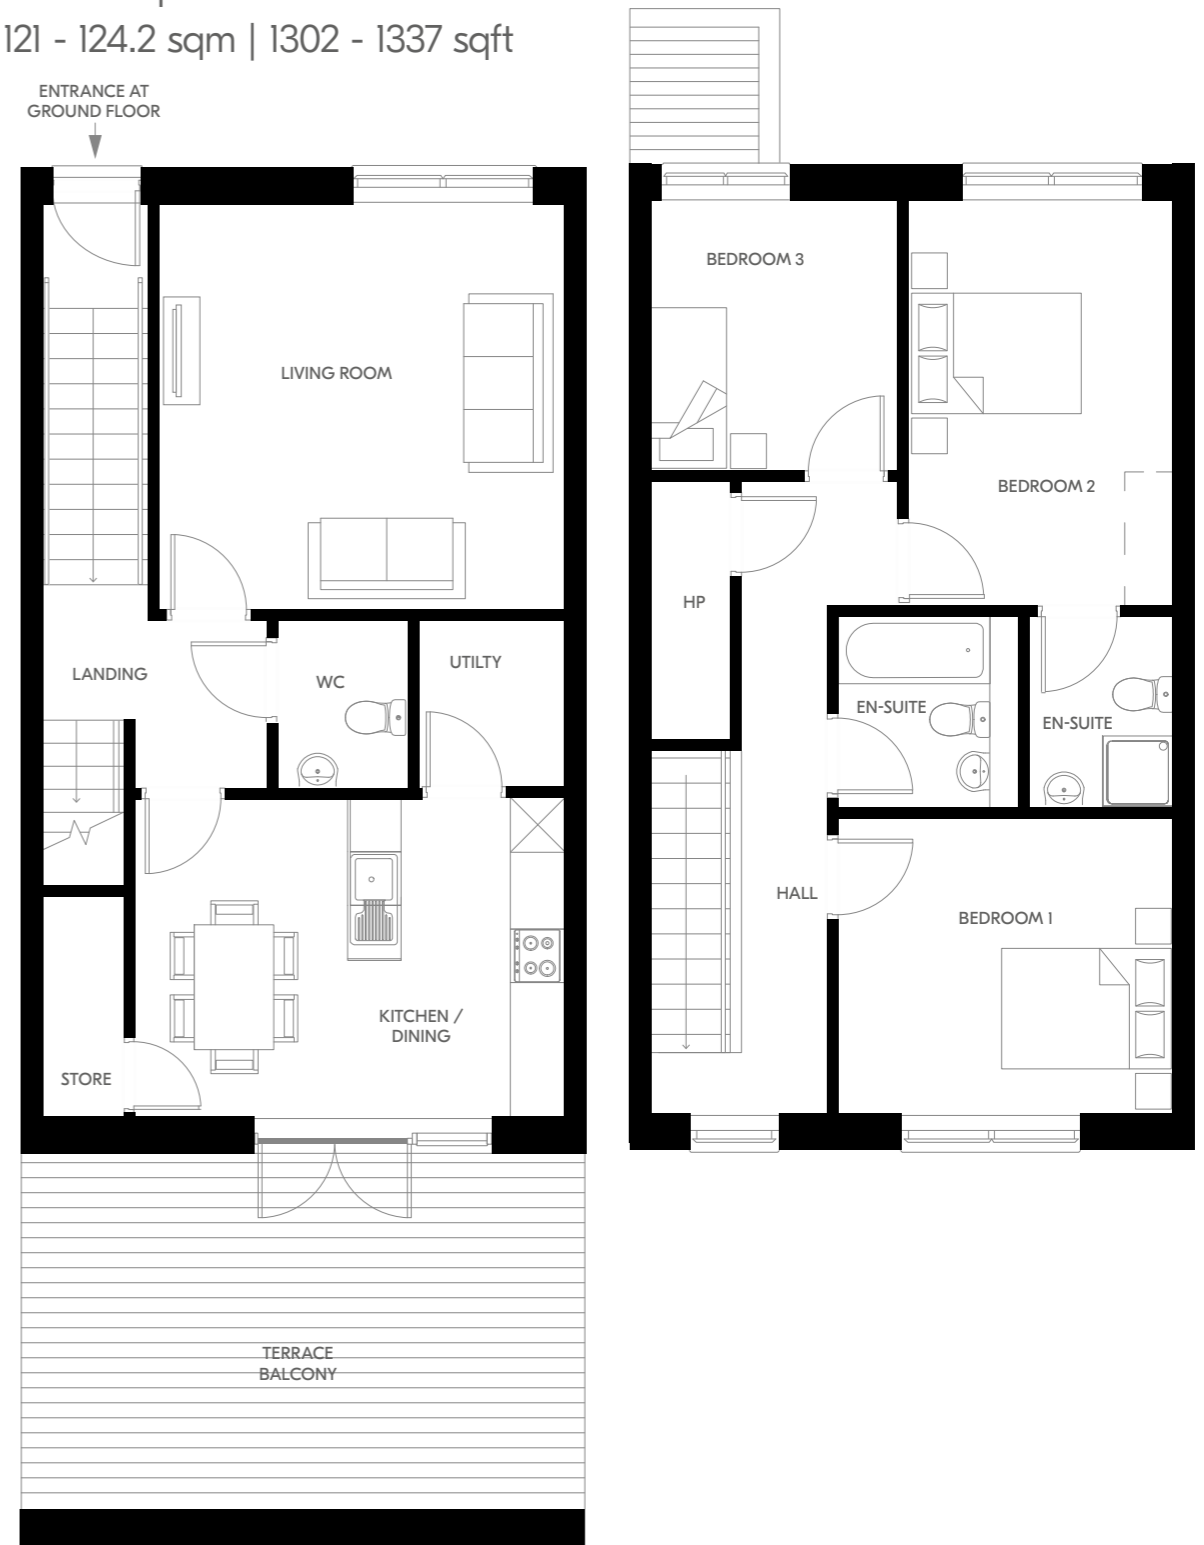 121 - 124.2 sqm | 1302 - 1337 sqft
ENTRANCE AT
GROUND FLOOR
LIVING ROOM
LANDING
WC
UTILTY
KITCHEN /
DINING
STORE
TERRACE
BALCONY
BEDROOM 3
BEDROOM 2
HP
EN-SUITE
EN-SUITE
HALL
BEDROOM 1